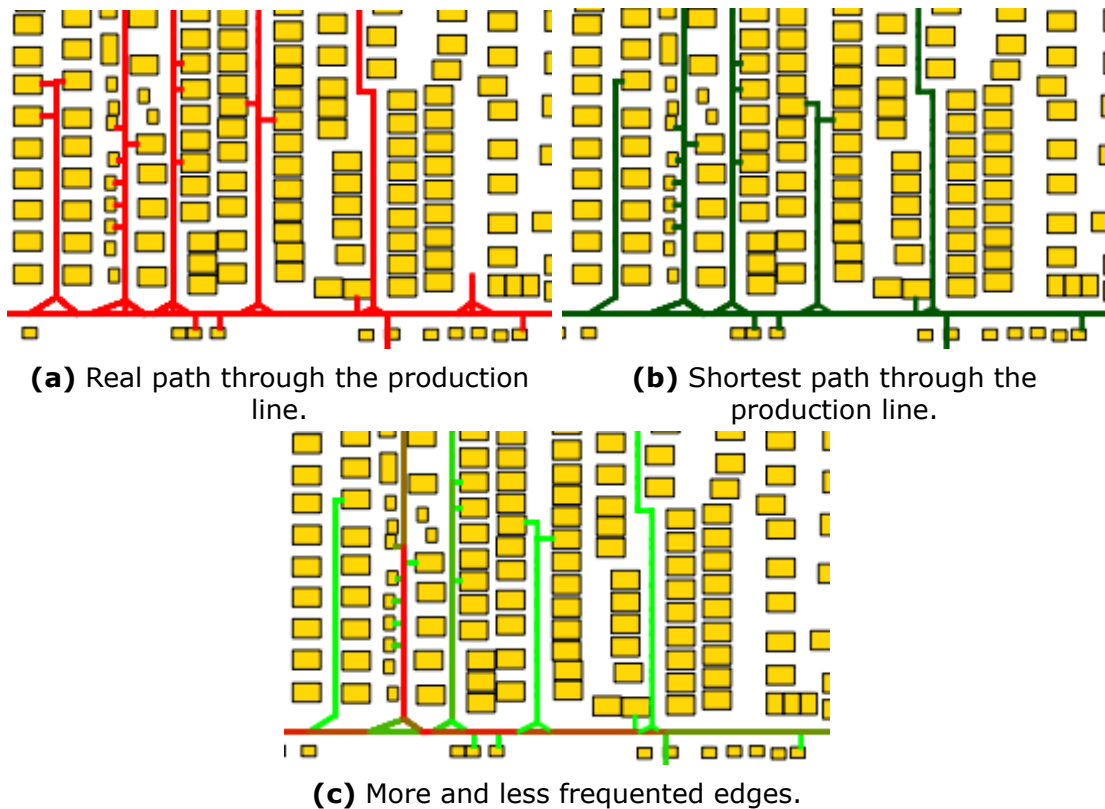 (a) Real path through the production
line.
(b) Shortest path through the
production line.
(c) More and less frequented edges.